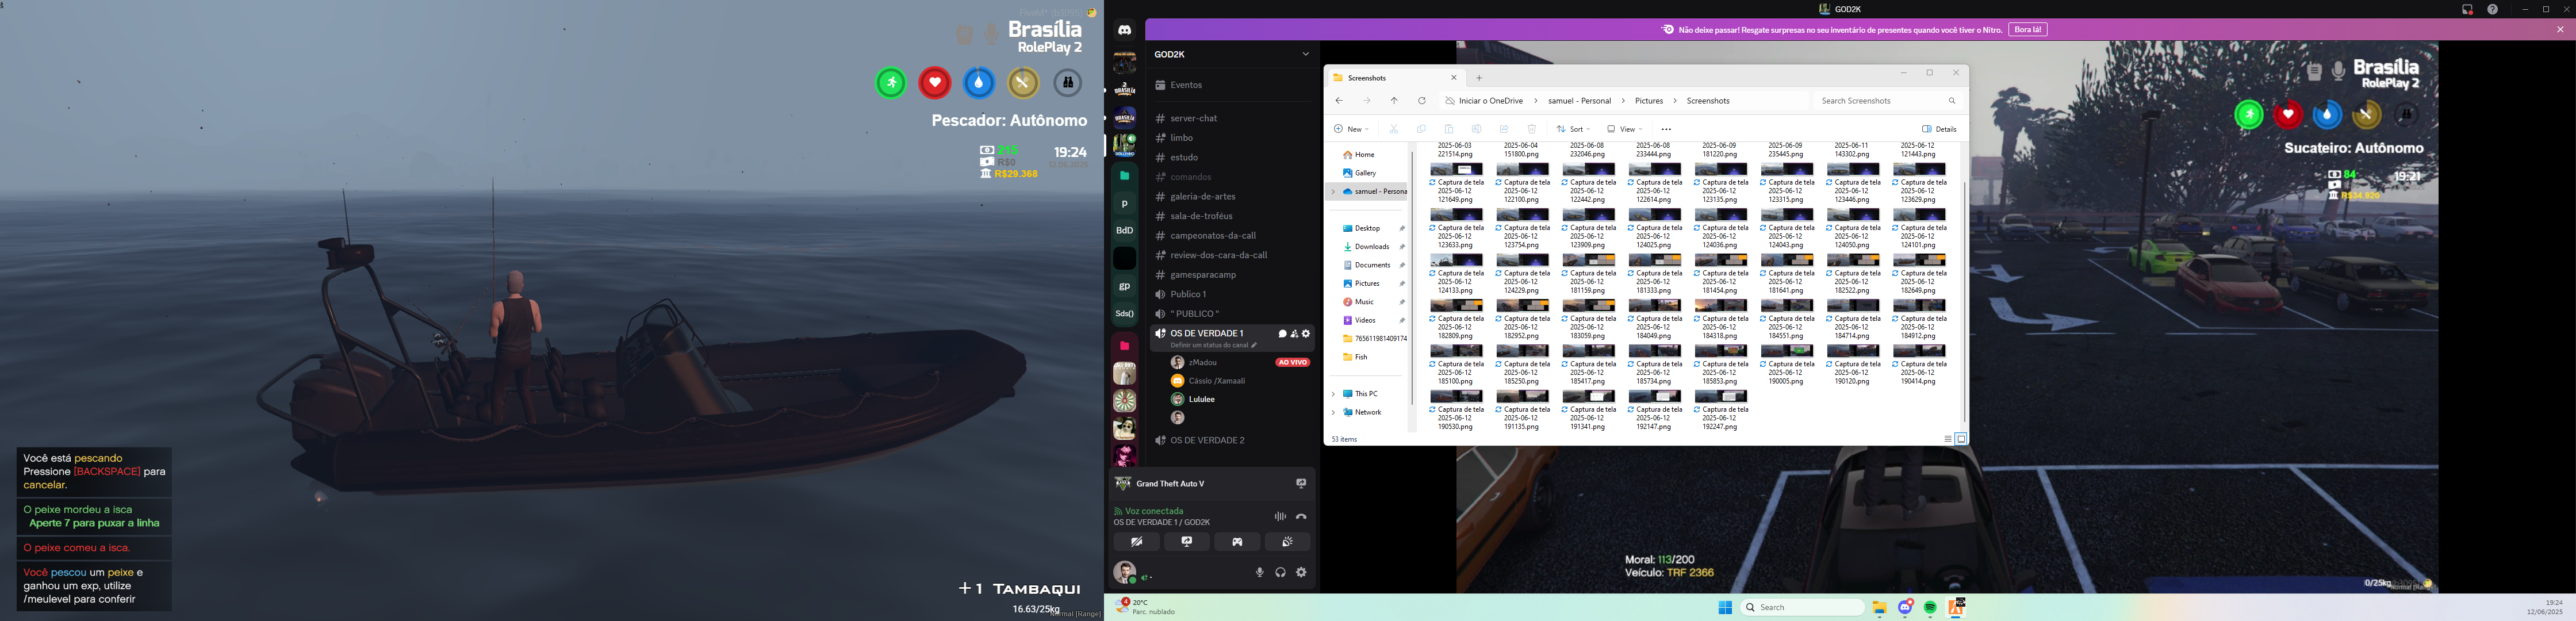 FiveM® [b3095]
Brasília
RolePlay 2
Pescador: Autônomo
215
R$0
19:24
12.06.2025
R$29.368
Você está pescando
Pressione [BACKSPACE] para
cancelar.
O peixe mordeu a isca
Aperte 7 para puxar a linha
O peixe comeu a isca.
Você pescou um peixe e
ganhou um exp, utilize
/meulevel para conferir
+1 Tambaqui
16.63/25kg
Normal [Range]
GOD2K
Não deixe passar! Resgate surpresas no seu inventário de presentes quando você tiver o Nitro.
Bora lá!
GOD2K
Eventos
server-chat
limbo
estudo
comandos
galeria-de-artes
sala-de-troféus
campeonatos-da-call
review-dos-cara-da-call
gamesparacamp
Publico 1
" PUBLICO "
OS DE VERDADE 1
Definir um status do canal
zMadou
AO VIVO
Cássio /Xamaali
Lululee
OS DE VERDADE 2
p
BdD
gp
Sds()
Grand Theft Auto V
Voz conectada
OS DE VERDADE 1 / GOD2K
Screenshots
Iniciar o OneDrive
samuel - Personal
Pictures
Screenshots
Search Screenshots
New
Sort
View
Details
Home
Gallery
samuel - Persona
Desktop
Downloads
Documents
Pictures
Music
Videos
765611981409174
Fish
This PC
Network
2025-06-03 2025-06-04 2025-06-08 2025-06-08 2025-06-09 2025-06-09 2025-06-11 2025-06-12
221514.png 151800.png 232046.png 233444.png 181220.png 235445.png 143302.png 121443.png
Captura de tela Captura de tela Captura de tela Captura de tela Captura de tela Captura de tela Captura de tela Captura de tela
2025-06-12 2025-06-12 2025-06-12 2025-06-12 2025-06-12 2025-06-12 2025-06-12 2025-06-12
121649.png 122100.png 122442.png 122614.png 123135.png 123315.png 123446.png 123629.png
Captura de tela Captura de tela Captura de tela Captura de tela Captura de tela Captura de tela Captura de tela Captura de tela
2025-06-12 2025-06-12 2025-06-12 2025-06-12 2025-06-12 2025-06-12 2025-06-12 2025-06-12
123633.png 123754.png 123909.png 124025.png 124036.png 124043.png 124050.png 124101.png
Captura de tela Captura de tela Captura de tela Captura de tela Captura de tela Captura de tela Captura de tela Captura de tela
2025-06-12 2025-06-12 2025-06-12 2025-06-12 2025-06-12 2025-06-12 2025-06-12 2025-06-12
124133.png 124229.png 181159.png 181333.png 181454.png 181641.png 182522.png 182649.png
Captura de tela Captura de tela Captura de tela Captura de tela Captura de tela Captura de tela Captura de tela Captura de tela
2025-06-12 2025-06-12 2025-06-12 2025-06-12 2025-06-12 2025-06-12 2025-06-12 2025-06-12
182809.png 182952.png 183059.png 184049.png 184318.png 184551.png 184714.png 184912.png
Captura de tela Captura de tela Captura de tela Captura de tela Captura de tela Captura de tela Captura de tela Captura de tela
2025-06-12 2025-06-12 2025-06-12 2025-06-12 2025-06-12 2025-06-12 2025-06-12 2025-06-12
185100.png 185250.png 185417.png 185734.png 185853.png 190005.png 190120.png 190414.png
Captura de tela Captura de tela Captura de tela Captura de tela Captura de tela
2025-06-12 2025-06-12 2025-06-12 2025-06-12 2025-06-12
190530.png 191135.png 191341.png 192147.png 192247.png
53 items
Brasília
RolePlay 2
Sucateiro: Autônomo
84
19:21
R$34.920
Moral: 113/200
Veículo: TRF 2366
0/25kg
20°C
Parc. nublado
Search
19:24
12/06/2025